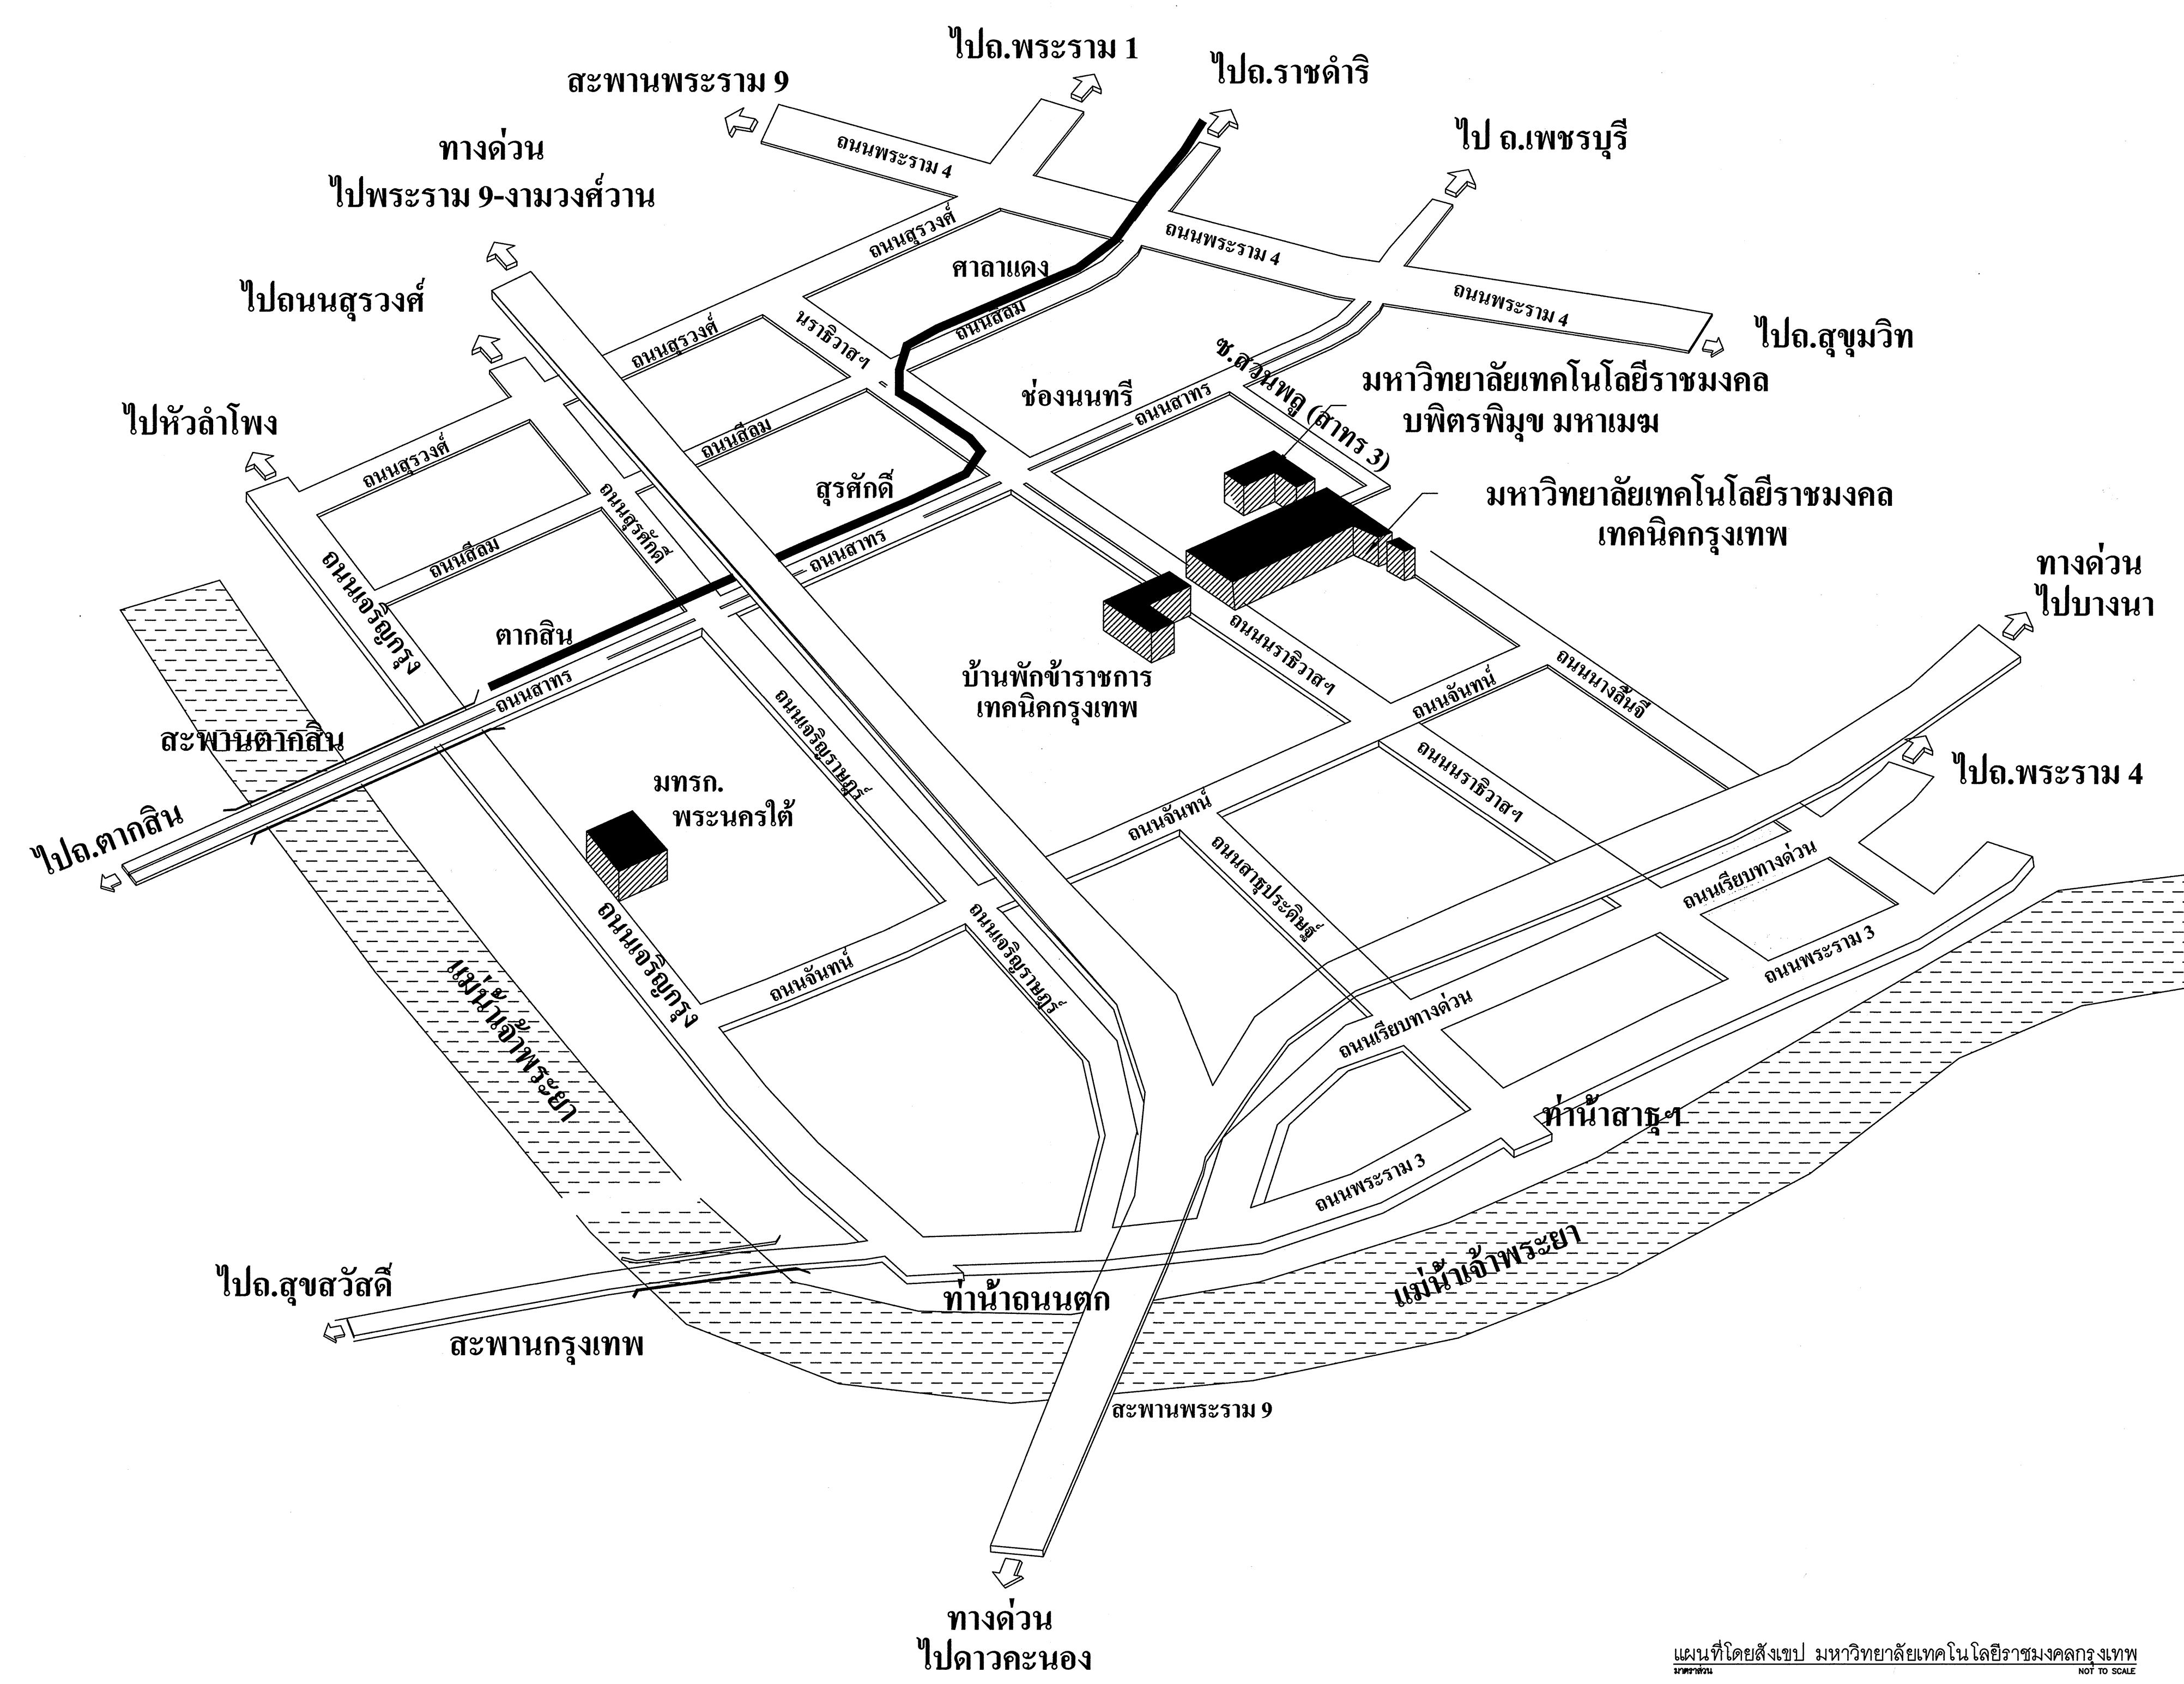 ไปถ.พระราม 1
ไปถ.ราชดำริ
สะพานพระราม 9
ไป ถ.เพชรบุรี
ทางด่วน
ไปพระราม 9-งามวงศ์วาน
ถนนพระราม 4
ถนนสุรวงศ์
ถนนพระราม 4
ศาลาแดง
ไปถนนสุรวงศ์
ถนนพระราม 4
ถนนสีลม
นราธิวาสฯ
ถนนสุรวงศ์
ไปถ.สุขุมวิท
ซ.สวนพลู (สาทร 3)
มหาวิทยาลัยเทคโนโลยีราชมงคล
บพิตรพิมุข มหาเมฆ
ช่องนนทรี
ถนนสาทร
ไปหัวลำโพง
ถนนสีลม
ถนนสุรวงศ์
สุรศักดิ์
มหาวิทยาลัยเทคโนโลยีราชมงคล
เทคนิคกรุงเทพ
ถนนสุรศักดิ์
ถนนสาทร
ถนนสีลม
ทางด่วน
ไปบางนา
ถนนเจริญกรุง
ตากสิน
ถนนนราธิวาสฯ
บ้านพักข้าราชการ
เทคนิคกรุงเทพ
ถนนสาทร
ถนนจันทน์
ถนนนางลิ้นจี่
สะพานตากสิน
ถนนเจริญราษฎร์
ถนนนราธิวาสฯ
ไปถ.พระราม 4
มทรก.
พระนครใต้
ไปถ.ตากสิน
ถนนจันทน์
ถนนสาธุประดิษฐ์
ถนนเรียบทางด่วน
ถนนเจริญกรุง
ถนนจันทน์
ถนนเจริญราษฎร์
ถนนพระราม 3
แม่น้ำเจ้าพระยา
ถนนเรียบทางด่วน
ท่าน้ำสาธุฯ
ถนนพระราม 3
แม่น้ำเจ้าพระยา
ไปถ.สุขสวัสดิ์
ท่าน้ำถนนตก
สะพานกรุงเทพ
สะพานพระราม 9
ทางด่วน
ไปดาวคะนอง
แผนที่โดยสังเขป มหาวิทยาลัยเทคโนโลยีราชมงคลกรุงเทพ
มาตราส่วน NOT TO SCALE